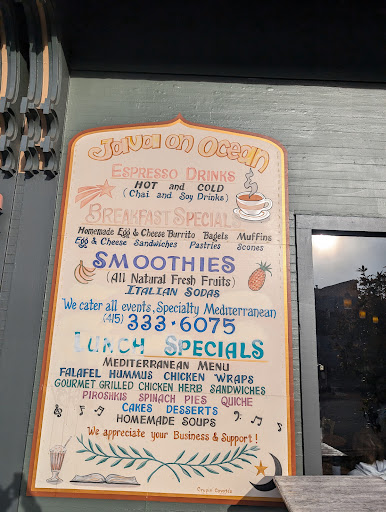 Java on Ocean
ESPRESSO DRINKS
HOT and COLD
(Chai and Soy Drinks)
BREAKFAST SPECIAL
Homemade Egg & Cheese Burrito Bagels Muffins
Egg & Cheese Sandwiches Pastries Scones
SMOOTHIES
(All Natural Fresh Fruits)
ITALIAN SODAS
We cater all events, Specialty Mediterranean
(415) 333-6075
LUNCH SPECIALS
MEDITERRANEAN MENU
FALAFEL HUMMUS CHICKEN WRAPS
GOURMET GRILLED CHICKEN HERB SANDWICHES
PIROSHKIS SPINACH PIES QUICHE
CAKES DESSERTS
HOMEMADE SOUPS
We appreciate your Business & Support!